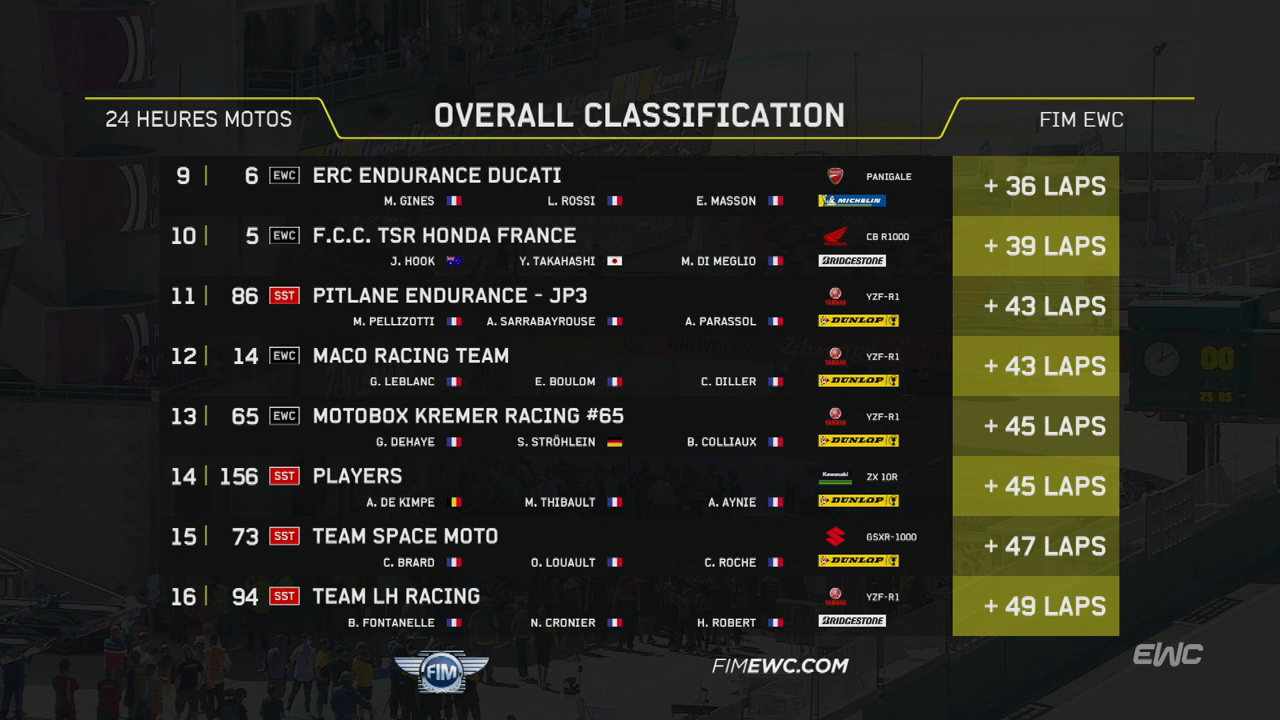 24 HEURES MOTOS
OVERALL CLASSIFICATION
FIM EWC
9 6 EWC ERC ENDURANCE DUCATI PANIGALE + 36 LAPS
M. GINES L. ROSSI E. MASSON MICHELIN
10 5 EWC F.C.C. TSR HONDA FRANCE CB R1000 + 39 LAPS
J. HOOK Y. TAKAHASHI M. DI MEGLIO BRIDGESTONE
11 86 SST PITLANE ENDURANCE - JP3 YAMAHA YZF-R1 + 43 LAPS
M. PELLIZOTTI A. SARRABAYROUSE A. PARASSOL DUNLOP
12 14 EWC MACO RACING TEAM YAMAHA YZF-R1 + 43 LAPS
G. LEBLANC E. BOULOM C. DILLER DUNLOP
13 65 EWC MOTOBOX KREMER RACING #65 YAMAHA YZF-R1 + 45 LAPS
G. DEHAYE S. STRÖHLEIN B. COLLIAUX DUNLOP
14 156 SST PLAYERS Kawasaki ZX 10R + 45 LAPS
A. DE KIMPE M. THIBAULT A. AYNIE DUNLOP
15 73 SST TEAM SPACE MOTO GSXR-1000 + 47 LAPS
C. BRARD O. LOUAULT C. ROCHE DUNLOP
16 94 SST TEAM LH RACING YAMAHA YZF-R1 + 49 LAPS
B. FONTANELLE N. CRONIER H. ROBERT BRIDGESTONE
FIM
FIMEWC.COM
EWC